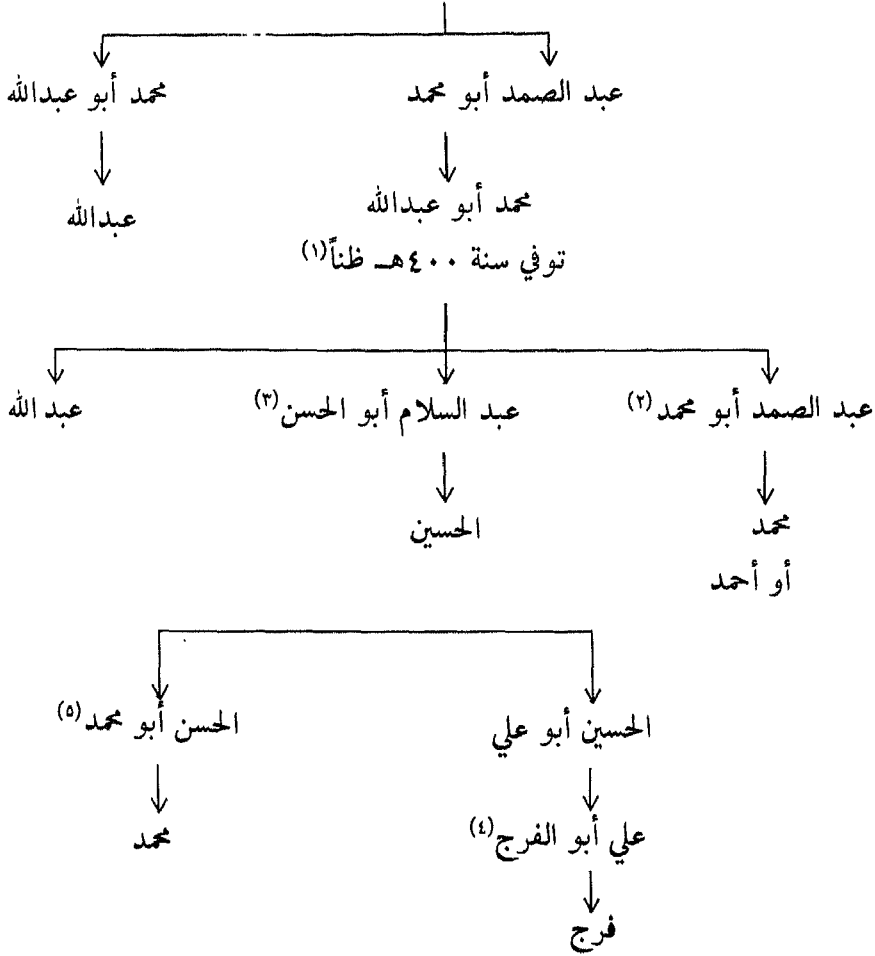 عبد الصمد أبو محمد
محمد أبو عبدالله
محمد أبو عبدالله
عبدالله
توفي سنة ٤٠٠هـ ظناً(١)
عبد الصمد أبو محمد(٢)
عبد السلام أبو الحسن(٣)
عبد الله
محمد
الحسين
أو أحمد
الحسين أبو علي
الحسن أبو محمد(٥)
علي أبو الفرج(٤)
محمد
فرج